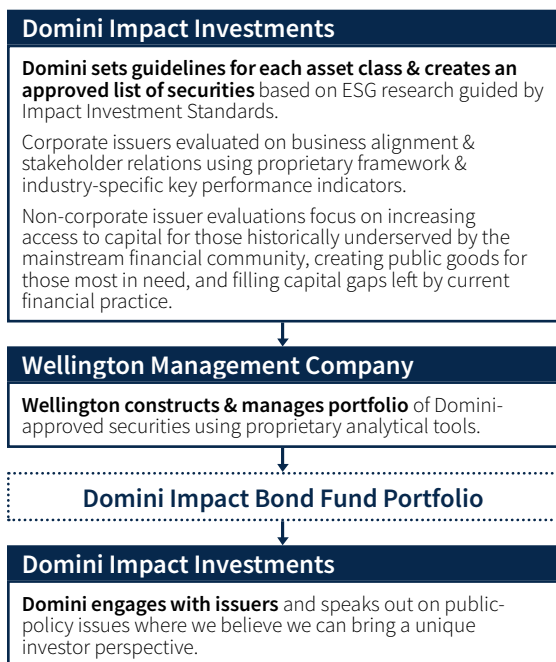 Domini Impact Investments
Domini sets guidelines for each asset class & creates an
approved list of securities based on ESG research guided by
Impact Investment Standards.
Corporate issuers evaluated on business alignment &
stakeholder relations using proprietary framework &
industry-specific key performance indicators.
Non-corporate issuer evaluations focus on increasing
access to capital for those historically underserved by the
mainstream financial community, creating public goods for
those most in need, and filling capital gaps left by current
financial practice.
Wellington Management Company
Wellington constructs & manages portfolio of Domini-
approved securities using proprietary analytical tools.
Domini Impact Bond Fund Portfolio
Domini Impact Investments
Domini engages with issuers and speaks out on public-
policy issues where we believe we can bring a unique
investor perspective.